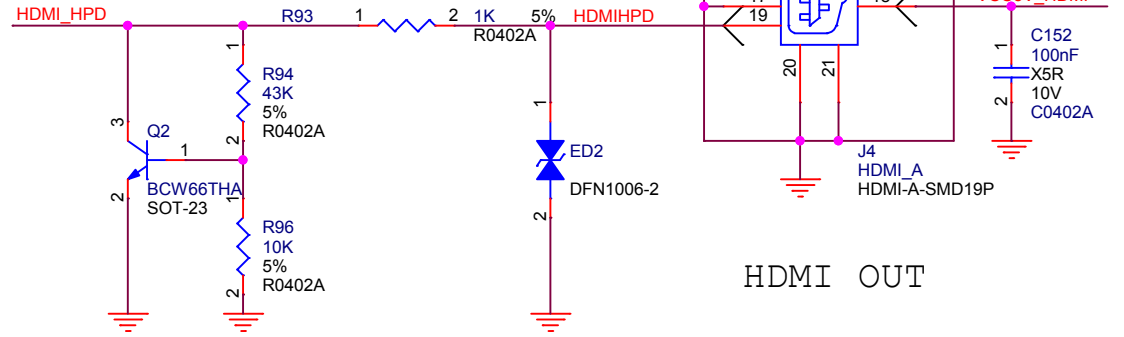 HDMI_HPD
R93
1
2
1K
5%
R0402A
HDMIHPD
19
1
R94
43K
5%
R0402A
2
3
Q2
1
2
BCW66THA
SOT-23
1
R96
10K
5%
R0402A
2
1
ED2
DFN1006-2
2
20
21
J4
HDMI_A
HDMI-A-SMD19P
1
C152
100nF
X5R
10V
C0402A
2
HDMI OUT